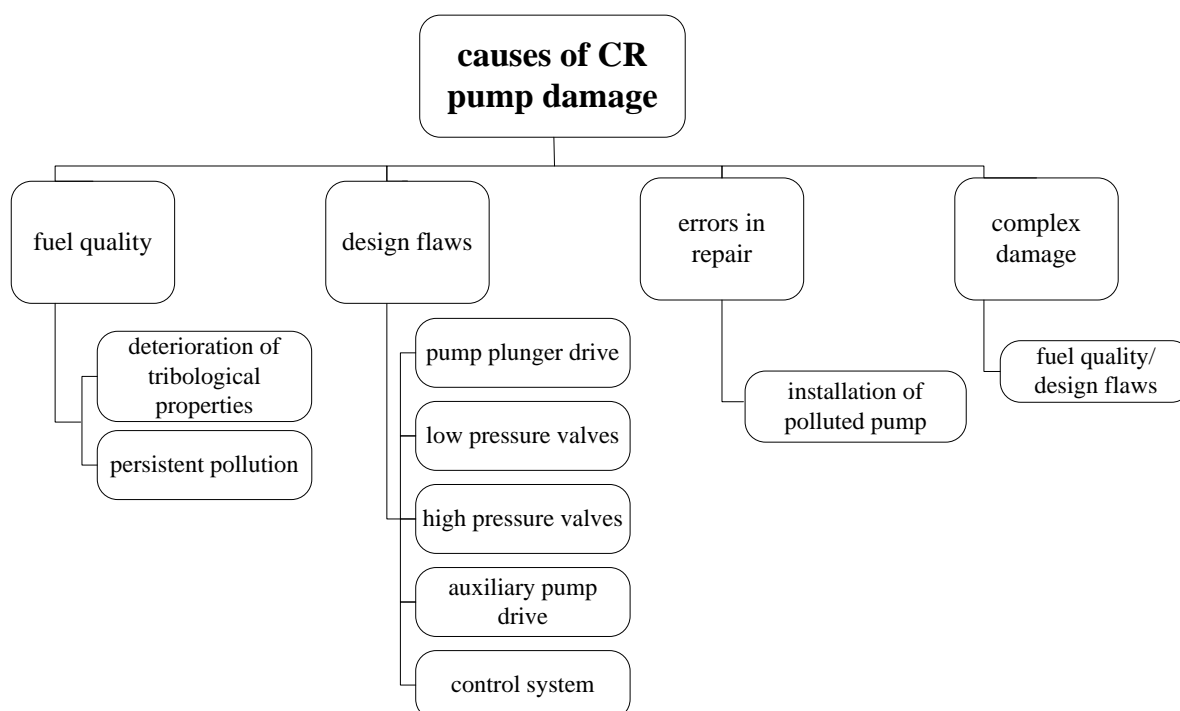 causes of CR
pump damage
fuel quality
design flaws
errors in
repair
complex
damage
deterioration of
tribological
properties
persistent pollution
pump plunger drive
low pressure valves
high pressure valves
auxiliary pump
drive
control system
installation of
polluted pump
fuel quality/
design flaws